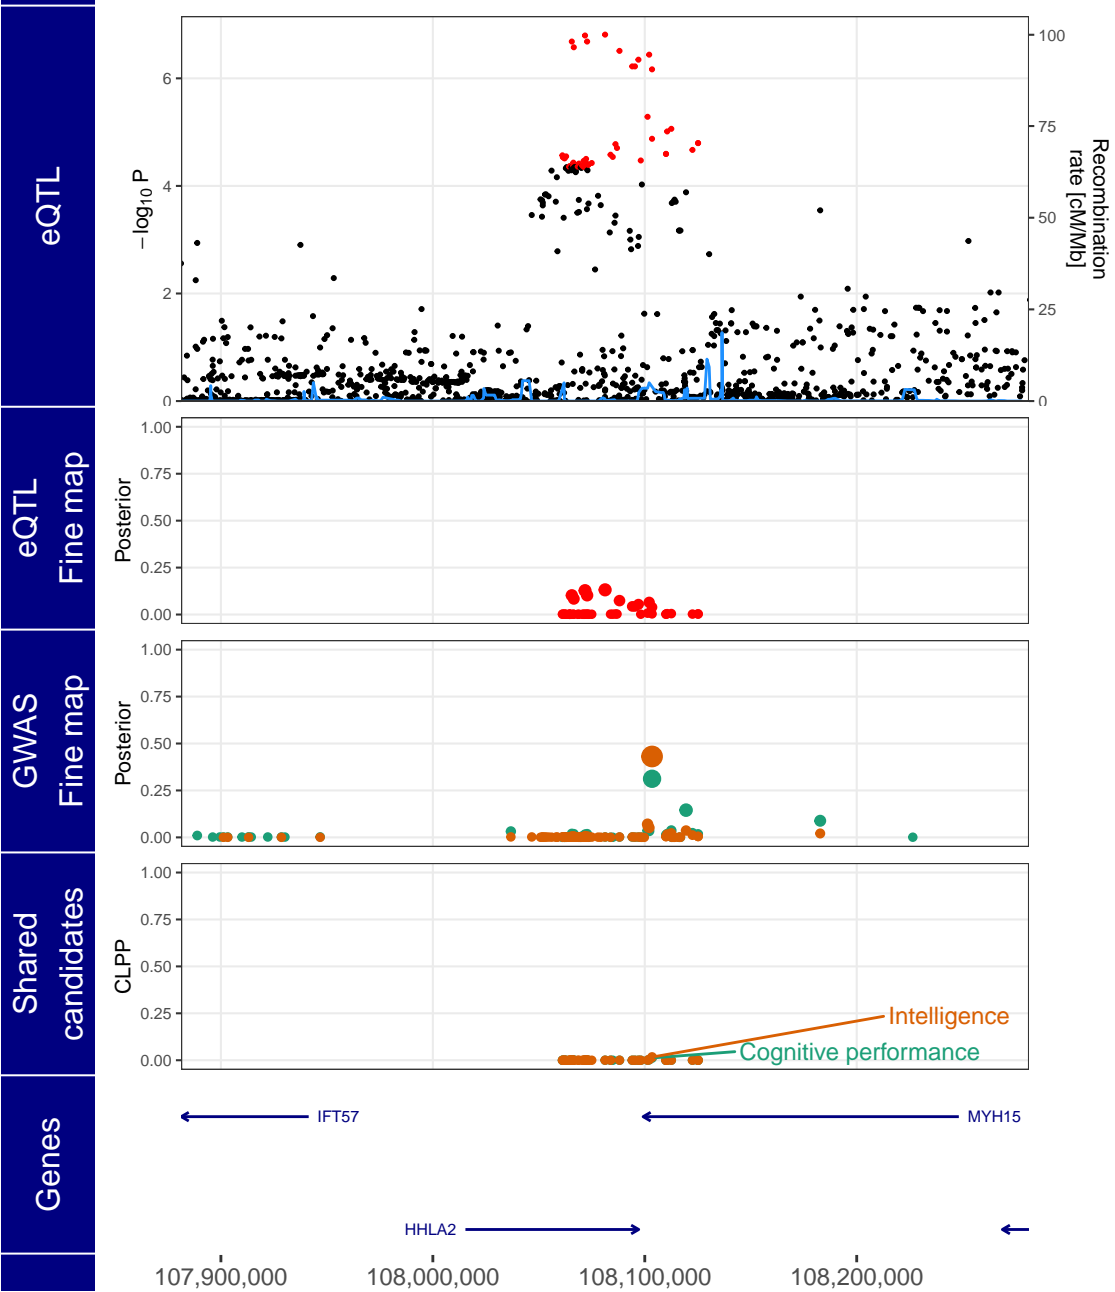 eQTL
−log10 P
0
2
4
6
0
25
50
75
100
Recombination
rate [cM/Mb]
eQTL
Fine map
Posterior
1.00
0.75
0.50
0.25
0.00
GWAS
Fine map
Posterior
1.00
0.75
0.50
0.25
0.00
Shared
candidates
CLPP
1.00
0.75
0.50
0.25
0.00
Intelligence
Cognitive performance
Genes
IFT57
MYH15
HHLA2
107,900,000
108,000,000
108,100,000
108,200,000